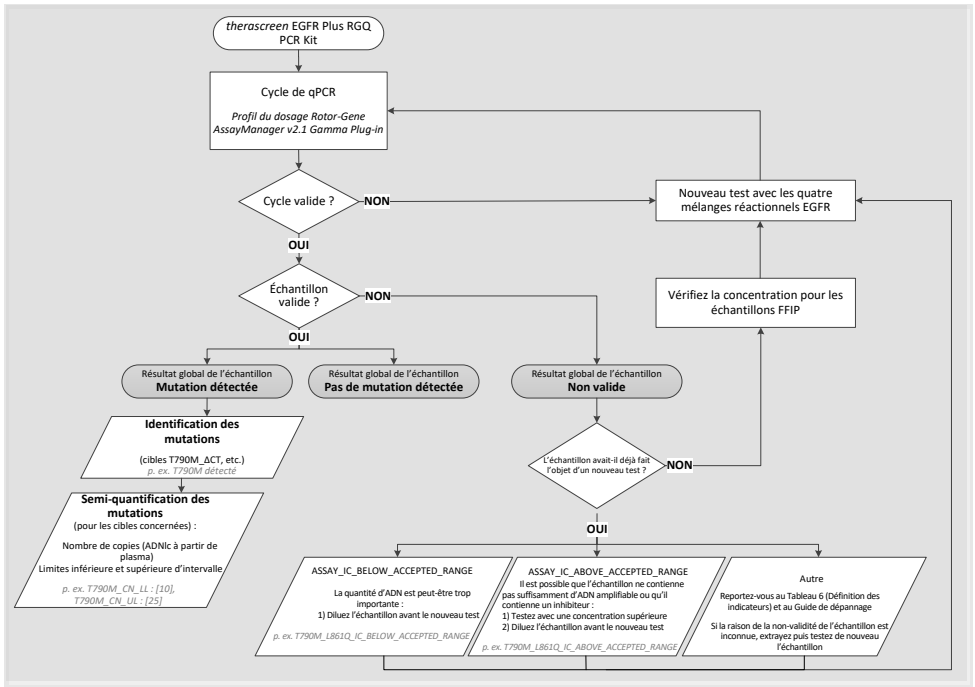 therascreen EGFR Plus RGQ
PCR Kit
Cycle de qPCR
Profil du dosage Rotor-Gene
AssayManager v2.1 Gamma Plug-in
Cycle valide ?
NON
Nouveau test avec les quatre
mélanges réactionnels EGFR
OUI
Échantillon
valide ?
NON
Vérifiez la concentration pour les
échantillons FFIP
OUI
Résultat global de l'échantillon
Mutation détectée
Résultat global de l'échantillon
Pas de mutation détectée
Résultat global de l'échantillon
Non valide
Identification des
mutations
(cibles T790M_ΔCT, etc.)
p. ex. T790M détecté
L'échantillon avait-il déjà fait
l'objet d'un nouveau test ?
NON
Semi-quantification des
mutations
(pour les cibles concernées) :
Nombre de copies (ADNlc à partir de
plasma)
Limites inférieure et supérieure d'intervalle
p. ex. T790M_CN_LL : [10],
T790M_CN_UL : [25]
OUI
ASSAY_IC_BELOW_ACCEPTED_RANGE
La quantité d'ADN est peut-être trop
importante :
1) Diluez l'échantillon avant le nouveau test
p. ex. T790M_L861Q_IC_BELOW_ACCEPTED_RANGE
ASSAY_IC_ABOVE_ACCEPTED_RANGE
Il est possible que l'échantillon ne contienne
pas suffisamment d'ADN amplifiable ou qu'il
contienne un inhibiteur :
1) Testez avec une concentration supérieure
2) Diluez l'échantillon avant le nouveau test
p. ex. T790M_L861Q_IC_ABOVE_ACCEPTED_RANGE
Autre
Reportez-vous au Tableau 6 (Définition des
indicateurs) et au Guide de dépannage
Si la raison de la non-validité de l'échantillon est
inconnue, extrayez puis testez de nouveau
l'échantillon